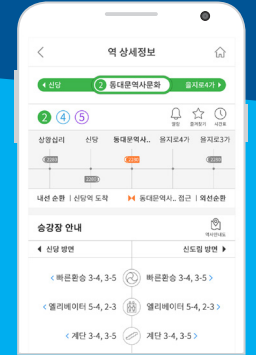 역 상세정보
신당 2 동대문역사문화 을지로4가
2 4 5 알림 즐겨찾기 시간표
상왕십리 신당 동대문역사.. 을지로4가 을지로3가
내선 순환 | 신당역 도착 동대문역사.. 접근 | 외선순환
승강장 안내 역사안내도
신당 방면 신도림 방면
< 빠른환승 3-4, 3-5 빠른환승 3-4, 3-5 >
< 엘리베이터 5-4, 2-3 엘리베이터 5-4, 2-3 >
< 계단 3-4, 3-5 계단 3-4, 3-5 >